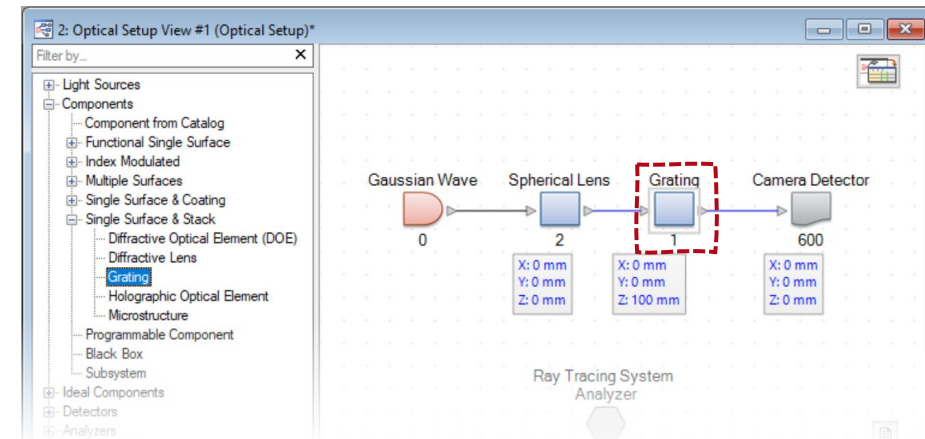 2: Optical Setup View #1 (Optical Setup)*
Filter by...
Light Sources
Components
Component from Catalog
Functional Single Surface
Index Modulated
Multiple Surfaces
Single Surface & Coating
Single Surface & Stack
Diffractive Optical Element (DOE)
Diffractive Lens
Grating
Holographic Optical Element
Microstructure
Programmable Component
Black Box
Subsystem
Ideal Components
Detectors
Analyzers
Gaussian Wave Spherical Lens Grating Camera Detector
0 2 1 600
X: 0 mm X: 0 mm X: 0 mm
Y: 0 mm Y: 0 mm Y: 0 mm
Z: 0 mm Z: 100 mm Z: 0 mm
Ray Tracing System
Analyzer